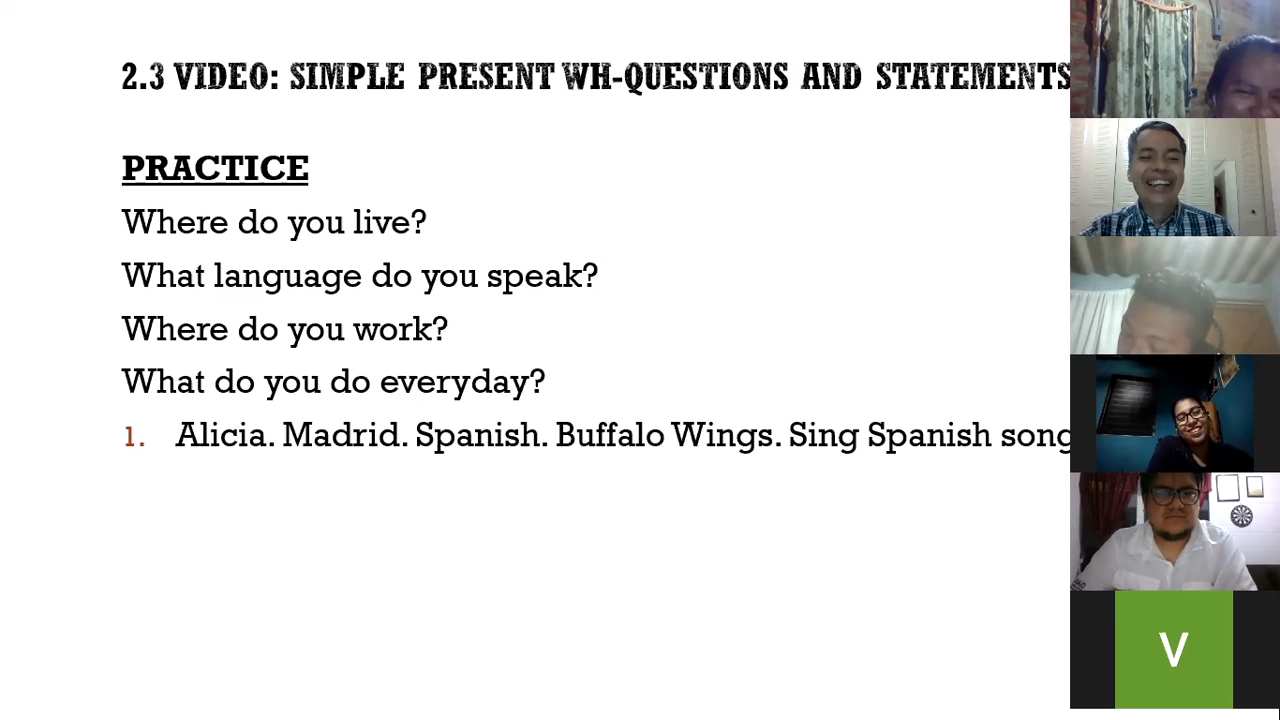 2.3 VIDEO: SIMPLE PRESENT WH-QUESTIONS AND STATEMENTS
PRACTICE
Where do you live?
What language do you speak?
Where do you work?
What do you do everyday?
1. Alicia. Madrid. Spanish. Buffalo Wings. Sing Spanish song
V